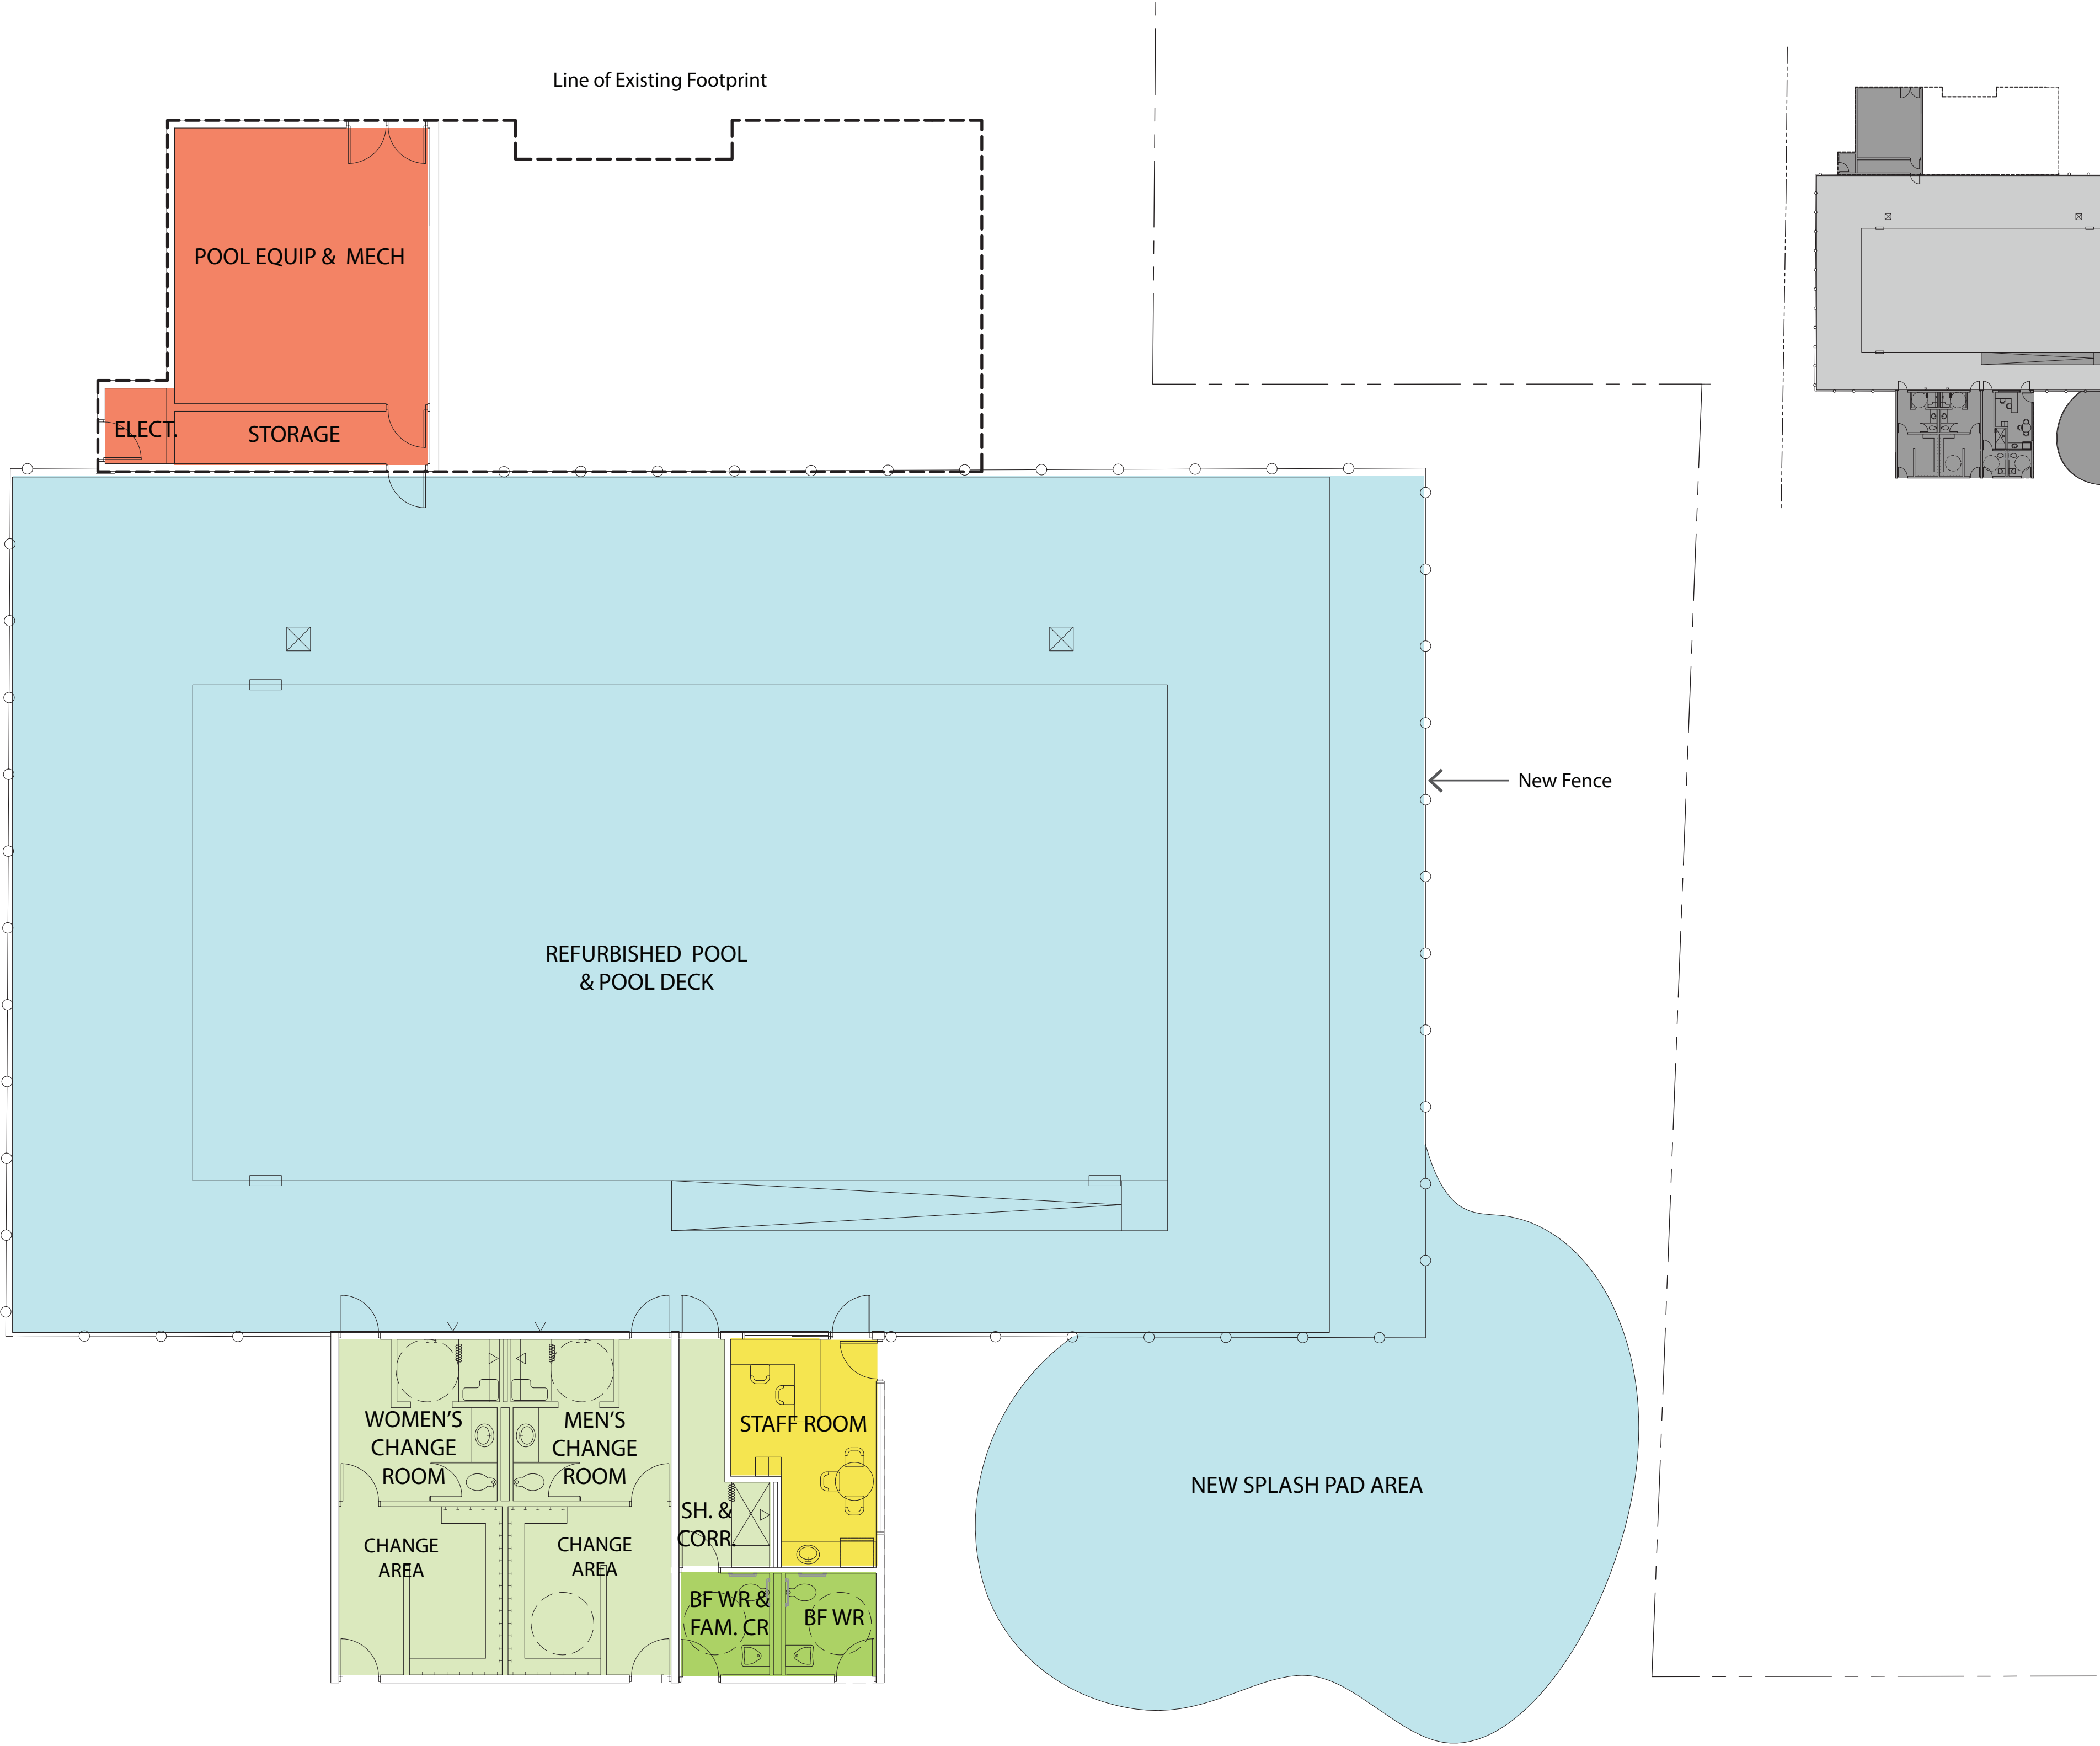 Line of Existing Footprint
POOL EQUIP &  MECH
ELECT.
STORAGE
New Fence
REFURBISHED  POOL
& POOL DECK
WOMEN’S
CHANGE
ROOM
MEN’S
CHANGE
ROOM
STAFF ROOM
SH. &
CORR.
NEW SPLASH PAD AREA
CHANGE
AREA
CHANGE
AREA
BF WR &
FAM. CR
BF WR